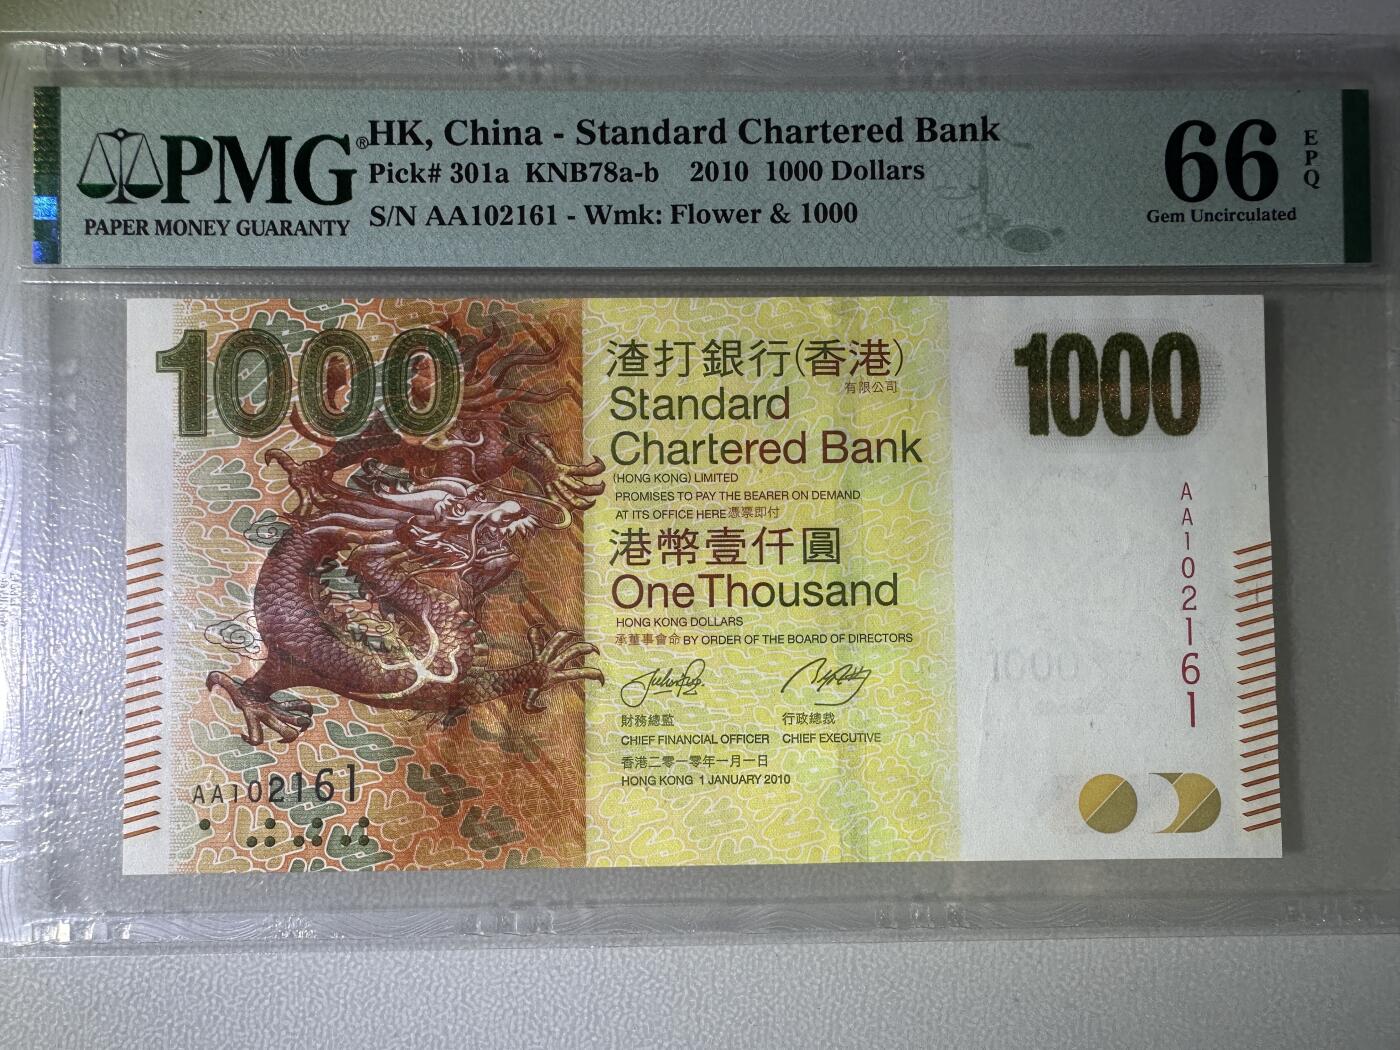 PMG®
PAPER MONEY GUARANTY
HK, China - Standard Chartered Bank
Pick# 301a KNB78a-b 2010 1000 Dollars
S/N AA102161 - Wmk: Flower & 1000
66
EPQ
Gem Uncirculated
1000
渣打銀行(香港)
有限公司
Standard
Chartered Bank
(HONG KONG) LIMITED
PROMISES TO PAY THE BEARER ON DEMAND
AT ITS OFFICE HERE 憑票即付
港幣壹仟圓
One Thousand
HONG KONG DOLLARS
承董事會命 BY ORDER OF THE BOARD OF DIRECTORS
財務總監 行政總裁
CHIEF FINANCIAL OFFICER CHIEF EXECUTIVE
香港二零一零年一月一日
HONG KONG 1 JANUARY 2010
AA102161
1000
AA102161
1000